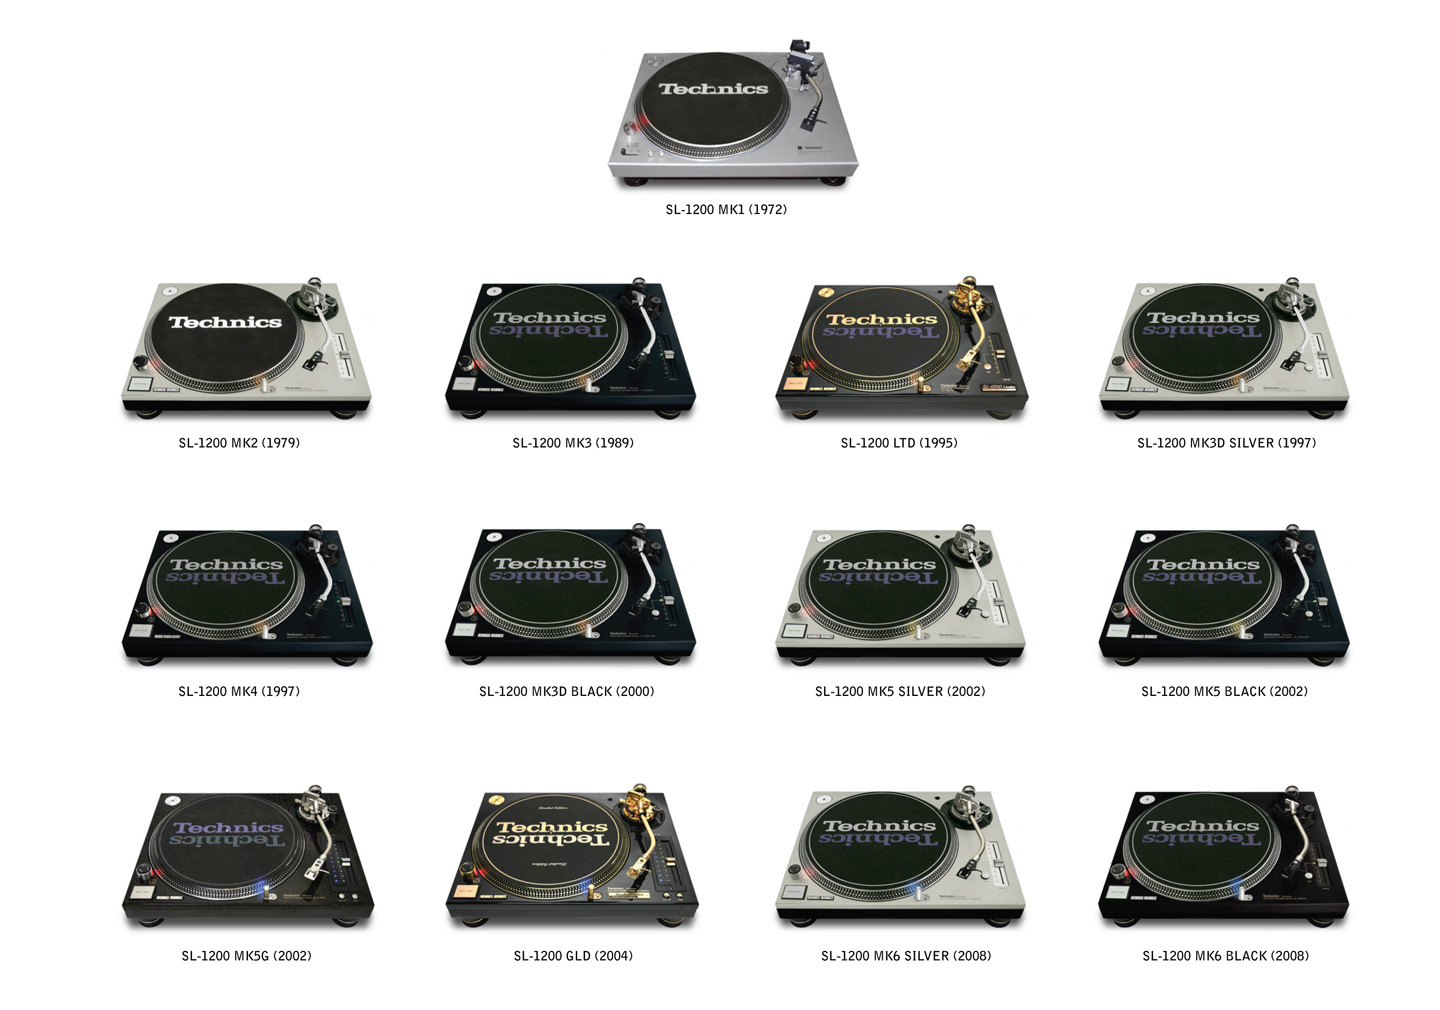 Technics
SL-1200 MK1 (1972)
Technics
Technics
Technics
Technics
Technics
Technics
Technics
SL-1200 MK2 (1979)
SL-1200 MK3 (1989)
SL-1200 LTD (1995)
SL-1200 MK3D SILVER (1997)
Technics
Technics
Technics
Technics
Technics
Technics
Technics
Technics
SL-1200 MK4 (1997)
SL-1200 MK3D BLACK (2000)
SL-1200 MK5 SILVER (2002)
SL-1200 MK5 BLACK (2002)
Technics
Technics
Limited Edition
Technics
Technics
Limited Edition
Technics
Technics
Technics
Technics
SL-1200 MK5G (2002)
SL-1200 GLD (2004)
SL-1200 MK6 SILVER (2008)
SL-1200 MK6 BLACK (2008)